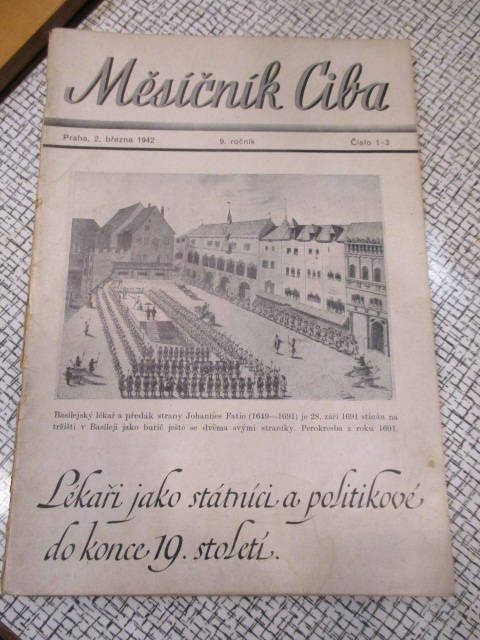 Měsíčník Ciba
Praha, 2. března 1942 9. ročník Číslo 1-3
Basilejský lékař a předák strany Johannes Fatio (1649—1691) je 28. září 1691 stínán na
tržišti v Basileji jako buřič ještě se dvěma svými straníky. Perokresba z roku 1691.
Lékaři jako státníci a politikové
do konce 19. století.